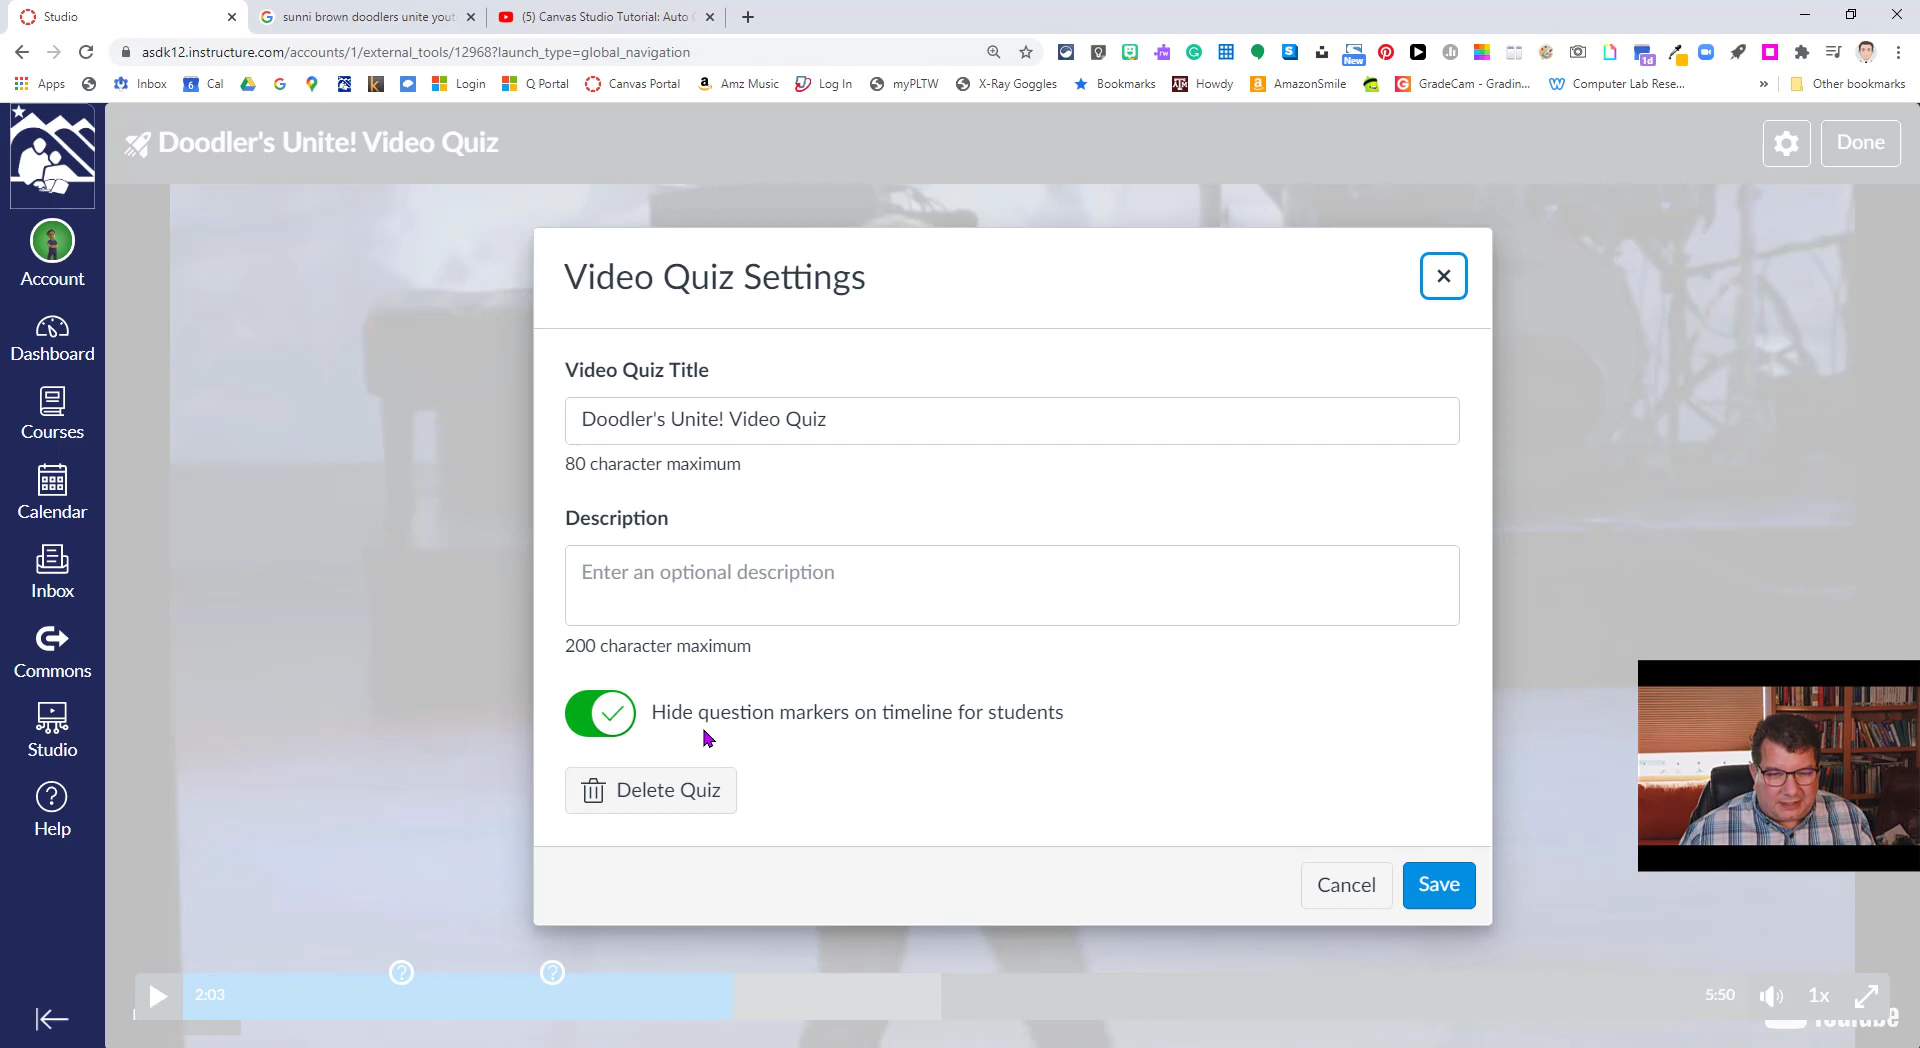 Studio
sunni brown doodlers unite yout
(5) Canvas Studio Tutorial: Auto
asdk12.instructure.com/accounts/1/external_tools/12968?launch_type=global_navigation
New
1d
Apps
Inbox
6
Cal
Login
Q Portal
Canvas Portal
Amz Music
Log In
myPLTW
X-Ray Goggles
Bookmarks
Howdy
AmazonSmile
GradeCam - Gradin...
Computer Lab Rese...
»
Other bookmarks
Doodler's Unite! Video Quiz
Done
Account
Dashboard
Courses
Calendar
Inbox
Commons
Studio
Help
Video Quiz Settings
Video Quiz Title
Doodler's Unite! Video Quiz
80 character maximum
Description
Enter an optional description
200 character maximum
Hide question markers on timeline for students
Delete Quiz
Cancel
Save
2:03
5:50
1x
YouTube